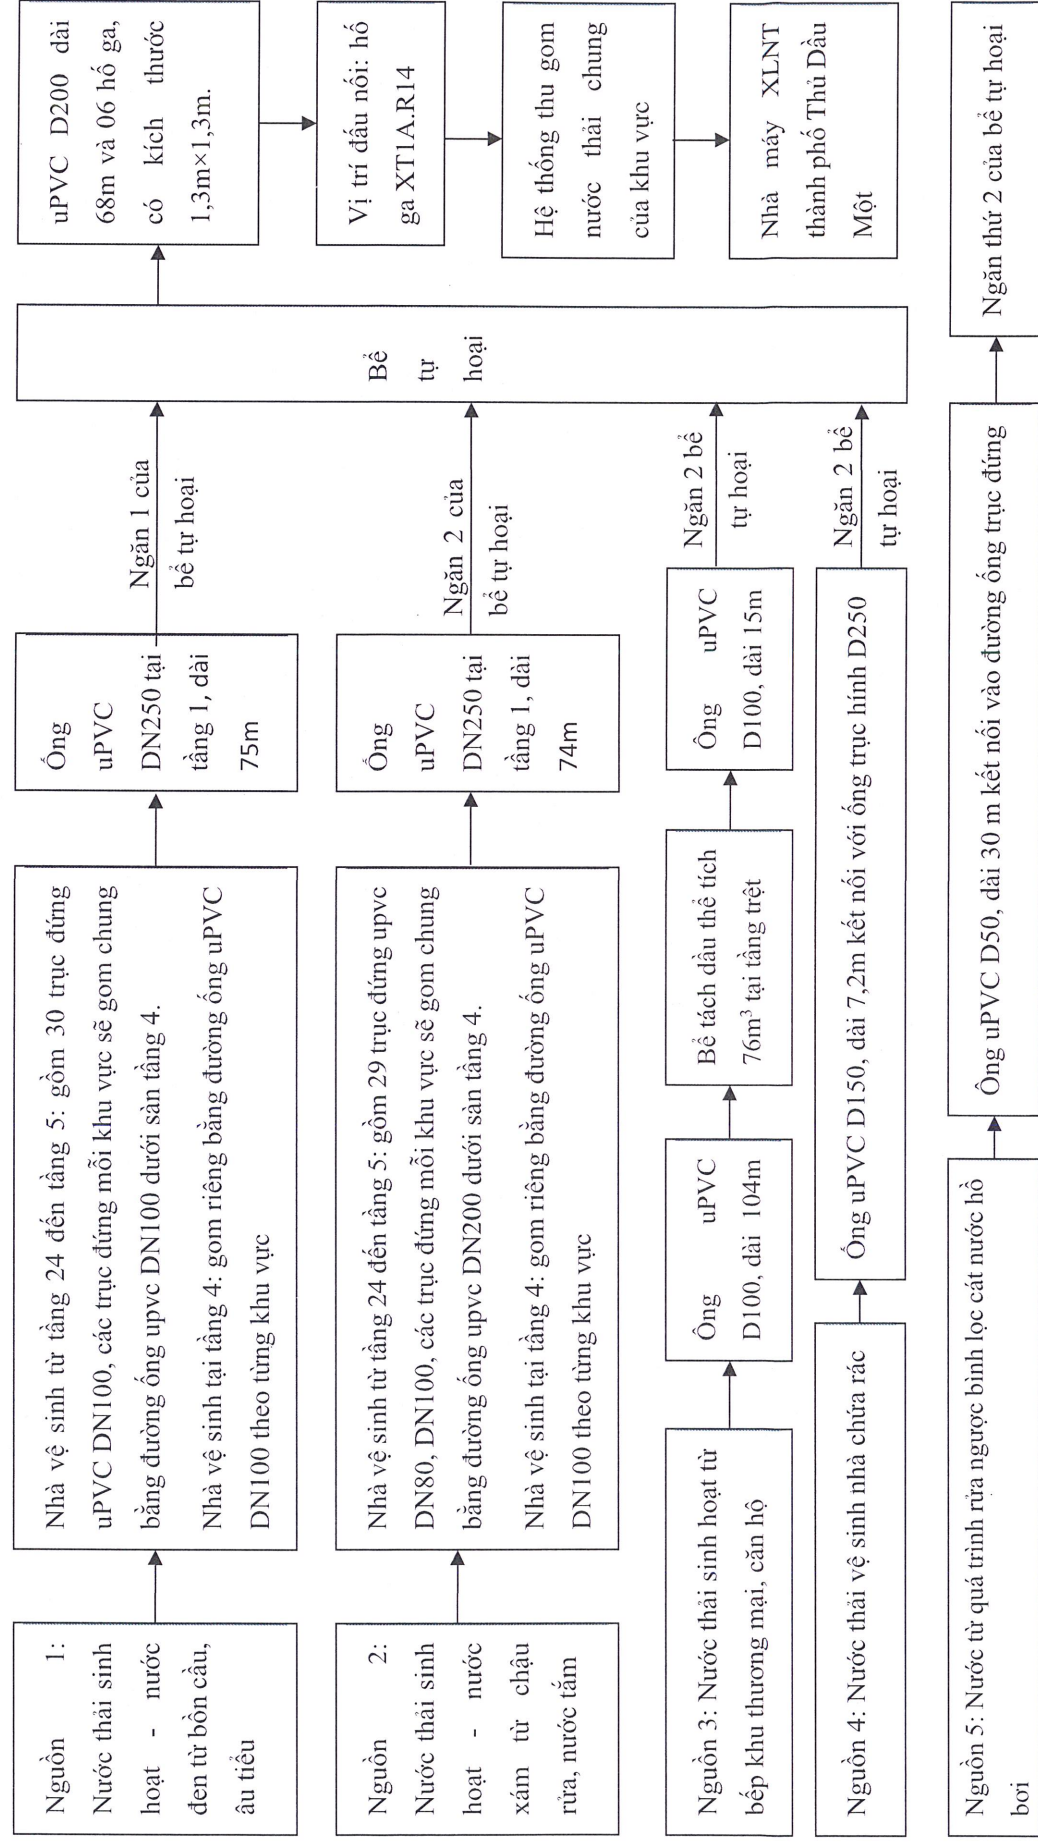 Nguồn 1:
Nước thải sinh
hoạt - nước
đen từ bồn cầu,
âu tiểu
Nhà vệ sinh từ tầng 24 đến tầng 5: gồm 30 trục đứng
uPVC DN100, các trục đứng mỗi khu vực sẽ gom chung
bằng đường ống upvc DN100 dưới sàn tầng 4.
Nhà vệ sinh tại tầng 4: gom riêng bằng đường ống uPVC
DN100 theo từng khu vực
Ống
uPVC
DN250 tại
tầng 1, dài
75m
Ngăn 1 của
bể tự hoại
Nguồn 2:
Nước thải sinh
hoạt - nước
xám từ chậu
rửa, nước tắm
Nhà vệ sinh từ tầng 24 đến tầng 5: gồm 29 trục đứng upvc
DN80, DN100, các trục đứng mỗi khu vực sẽ gom chung
bằng đường ống upvc DN200 dưới sàn tầng 4.
Nhà vệ sinh tại tầng 4: gom riêng bằng đường ống uPVC
DN100 theo từng khu vực
Ống
uPVC
DN250 tại
tầng 1, dài
74m
Ngăn 2 của
bể tự hoại
Nguồn 3: Nước thải sinh hoạt từ
bếp khu thương mại, căn hộ
Ống uPVC
D100, dài 104m
Bể tách dầu thể tích
76m³ tại tầng trệt
Ống uPVC
D100, dài 15m
Ngăn 2 bể
tự hoại
Nguồn 4: Nước thải vệ sinh nhà chứa rác
Ống uPVC D150, dài 7,2m kết nối với ống trục hình D250
Ngăn 2 bể
tự hoại
Bể
tự
hoại
uPVC D200 dài
68m và 06 hố ga,
có kích thước
1,3m×1,3m.
Vị trí đấu nối: hố
ga XT1A.R14
Hệ thống thu gom
nước thải chung
của khu vực
Nhà máy XLNT
thành phố Thủ Dầu
Một
Nguồn 5: Nước từ quá trình rửa ngược bình lọc cát nước hồ
bơi
Ống uPVC D50, dài 30 m kết nối vào đường ống trục đứng
Ngăn thứ 2 của bể tự hoại